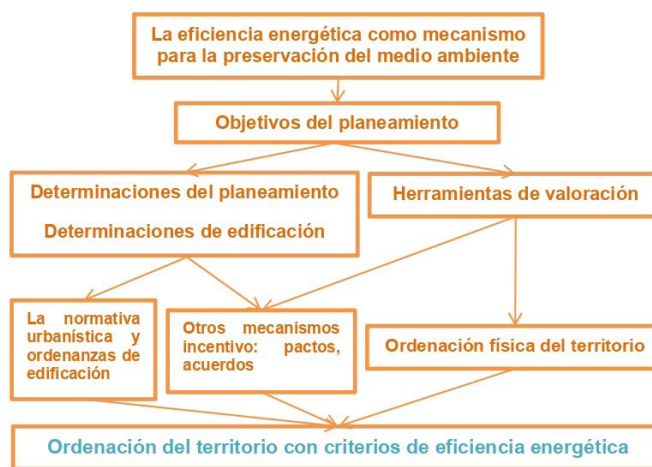 La eficiencia energética como mecanismo
para la preservación del medio ambiente
Objetivos del planeamiento
Determinaciones del planeamiento
Determinaciones de edificación
Herramientas de valoración
La normativa
urbanística y
ordenanzas de
edificación
Otros mecanismos
incentivo: pactos,
acuerdos
Ordenación física del territorio
Ordenación del territorio con criterios de eficiencia energética